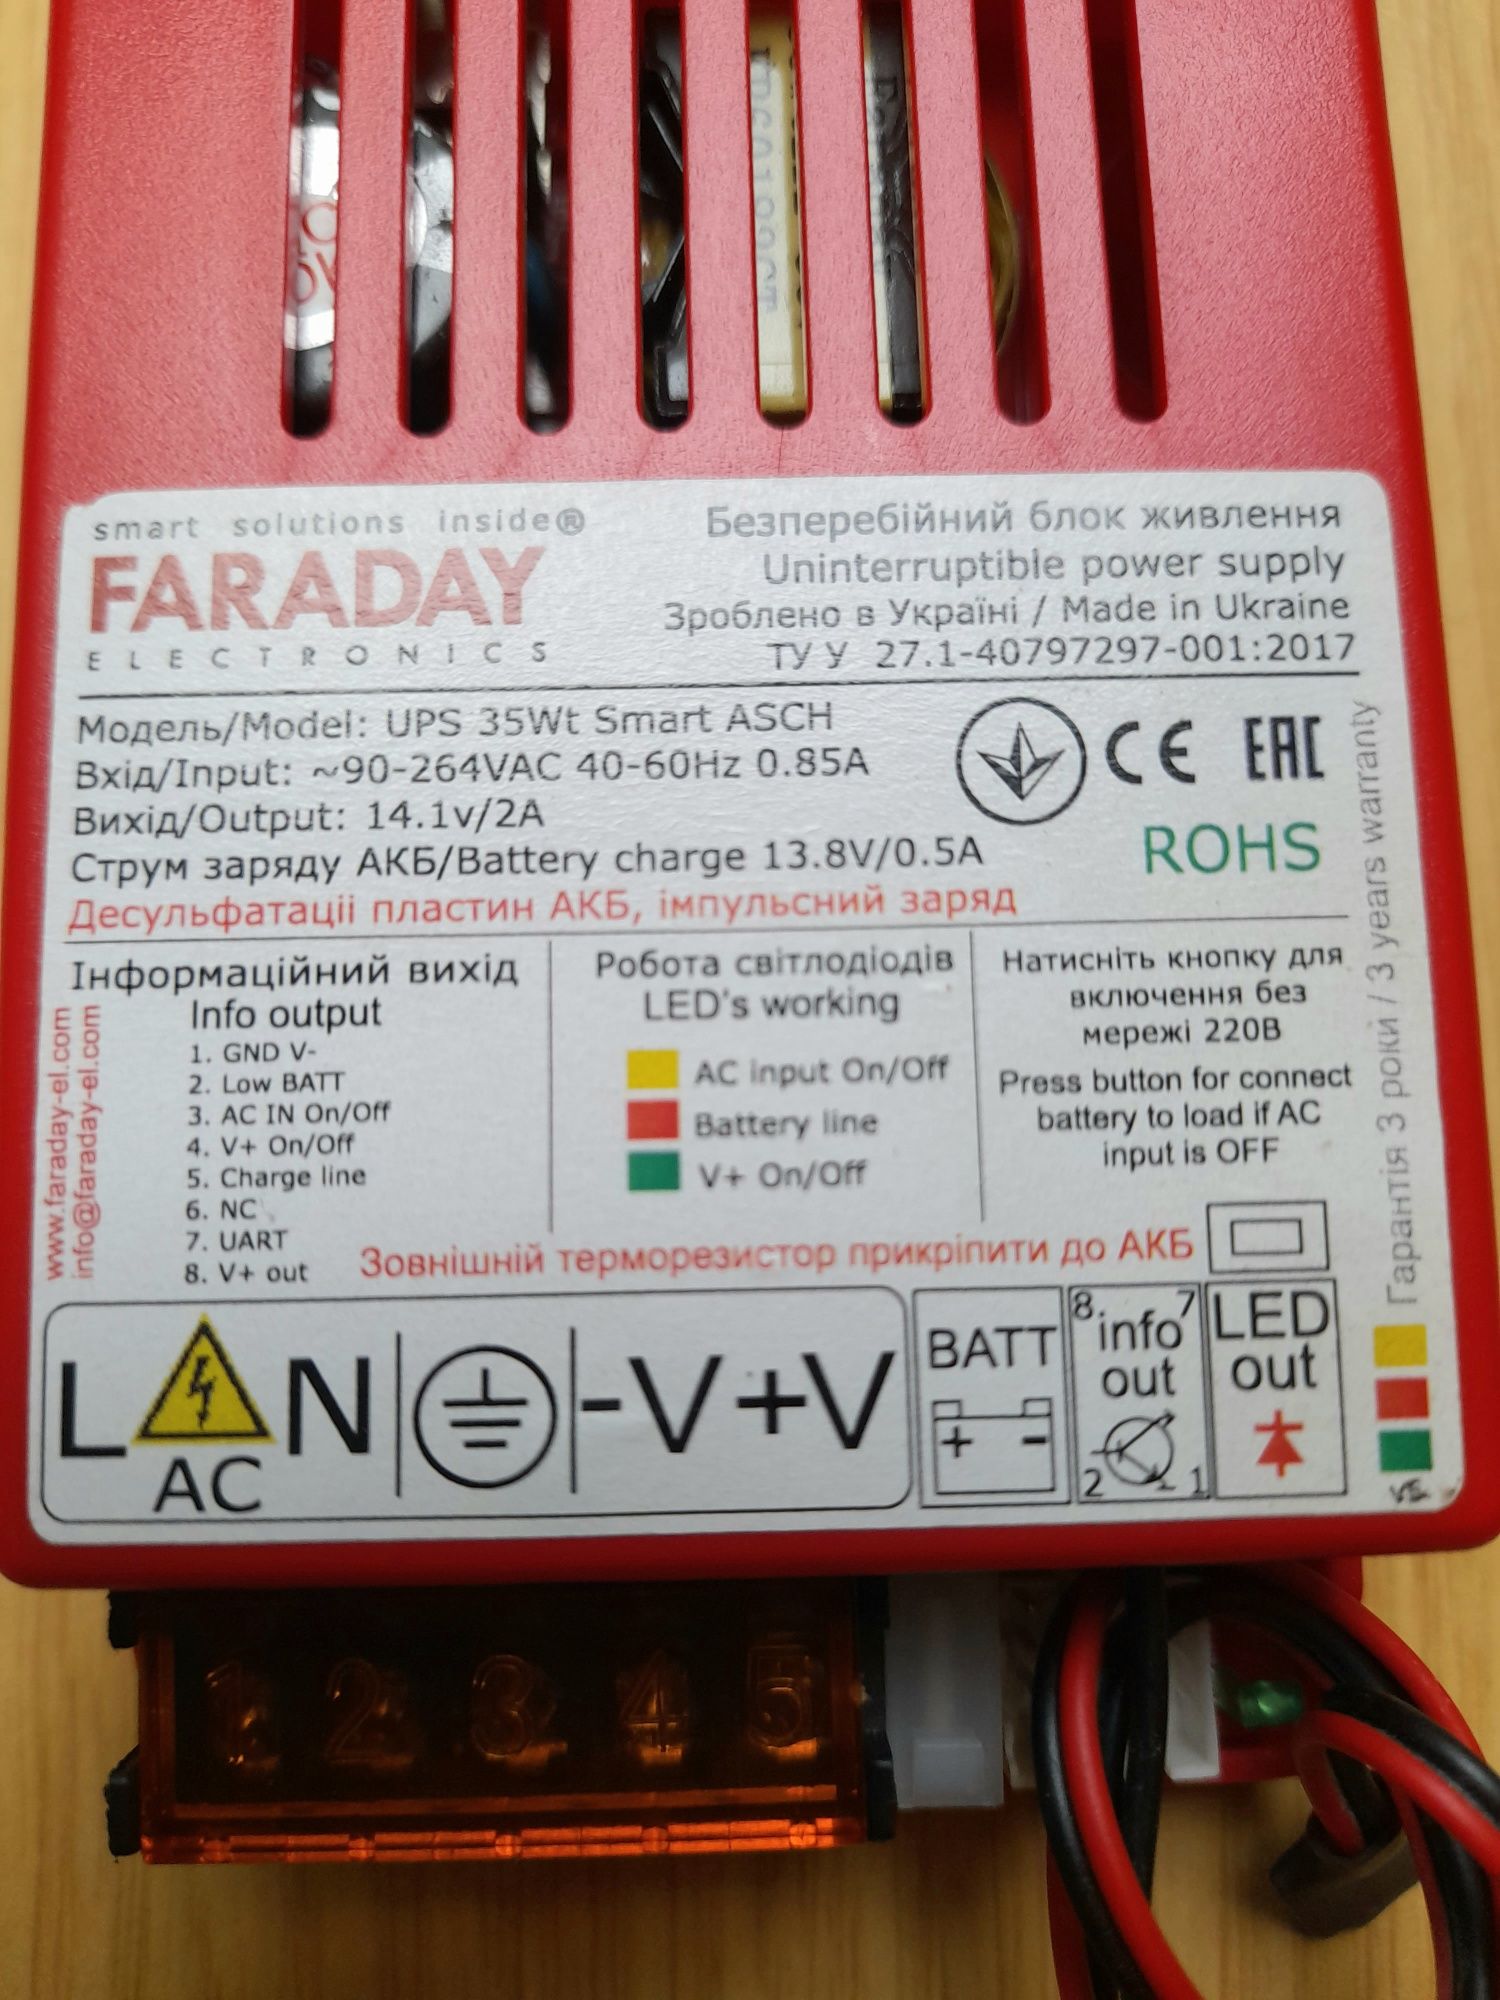 smart solutions inside®
FARADAY
ELECTRONICS
Безперебійний блок живлення
Uninterruptible power supply
Зроблено в Україні / Made in Ukraine
ТУ У 27.1-40797297-001:2017
Модель/Model: UPS 35Wt Smart ASCH
Вхід/Input: ~90-264VAC 40-60Hz 0.85A
Вихід/Output: 14.1v/2A
Струм заряду АКБ/Battery charge 13.8V/0.5A
Десульфатації пластин АКБ, імпульсний заряд
CE EAC
ROHS
Гарантія 3 роки / 3 years warranty
www.faraday-el.com
info@faraday-el.com
Інформаційний вихід
Info output
1. GND V-
2. Low BATT
3. AC IN On/Off
4. V+ On/Off
5. Charge line
6. NC
7. UART
8. V+ out
Робота світлодіодів
LED's working
AC input On/Off
Battery line
V+ On/Off
Натисніть кнопку для
включення без
мережі 220В
Press button for connect
battery to load if AC
input is OFF
Зовнішній терморезистор прикріпити до АКБ
L N
AC
-V +V
BATT
+ -
8 7
info
out
2 1
LED
out
1 2 3 4 5